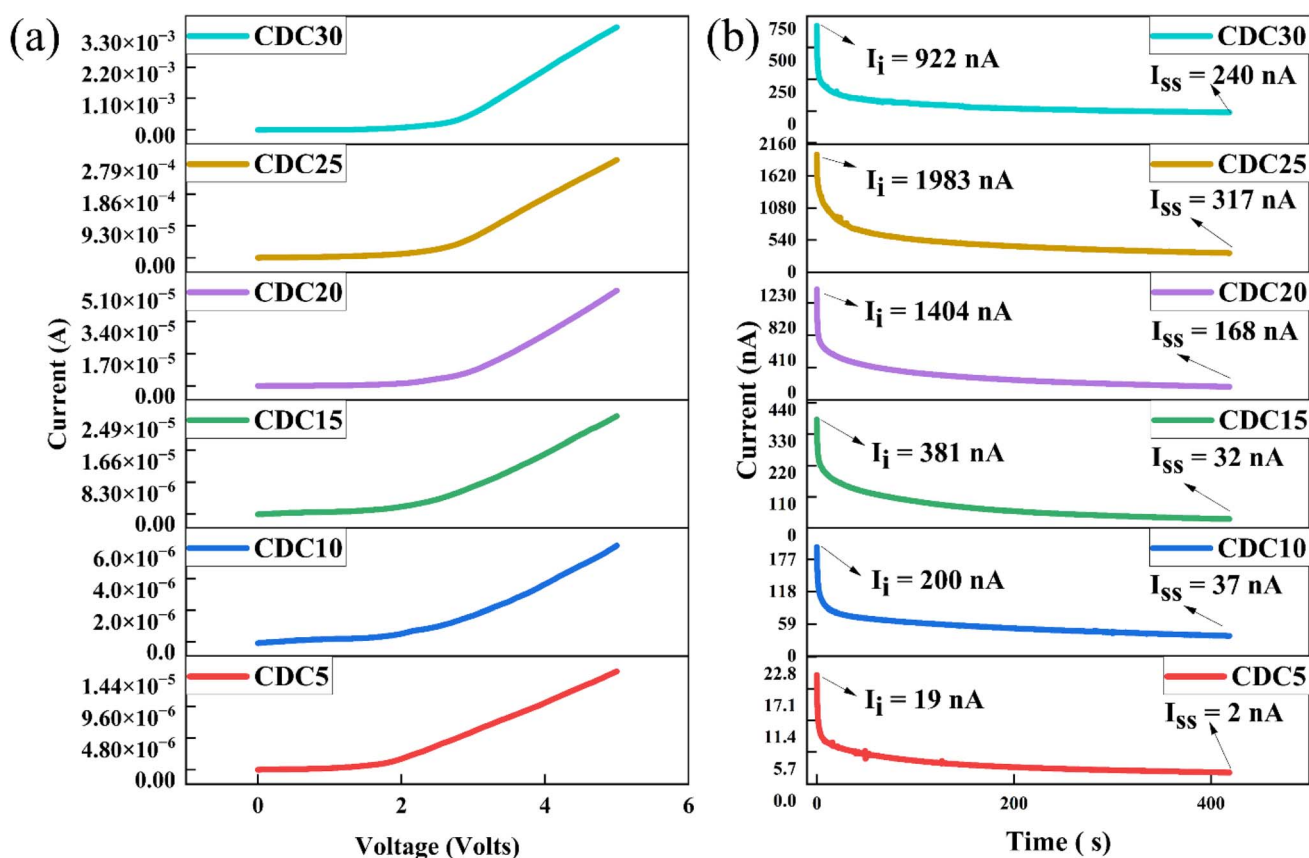 (a)
CDC30
3.30×10⁻³
2.20×10⁻³
1.10×10⁻³
0.00
CDC25
2.79×10⁻⁴
1.86×10⁻⁴
9.30×10⁻⁵
0.00
CDC20
5.10×10⁻⁵
3.40×10⁻⁵
1.70×10⁻⁵
0.00
CDC15
2.49×10⁻⁵
1.66×10⁻⁵
8.30×10⁻⁶
0.00
CDC10
6.0×10⁻⁶
4.0×10⁻⁶
2.0×10⁻⁶
0.0
CDC5
1.44×10⁻⁵
9.60×10⁻⁶
4.80×10⁻⁶
0.00
Current (A)
0 2 4 6
Voltage (Volts)
(b)
CDC30
750
500
250
0
Iᵢ = 922 nA
Iss = 240 nA
CDC25
2160
1620
1080
540
0
Iᵢ = 1983 nA
Iss = 317 nA
CDC20
1230
820
410
0
Iᵢ = 1404 nA
Iss = 168 nA
CDC15
440
330
220
110
0
Iᵢ = 381 nA
Iss = 32 nA
CDC10
177
118
59
0
Iᵢ = 200 nA
Iss = 37 nA
CDC5
22.8
17.1
11.4
5.7
0.0
Iᵢ = 19 nA
Iss = 2 nA
Current (nA)
0 200 400
Time ( s)